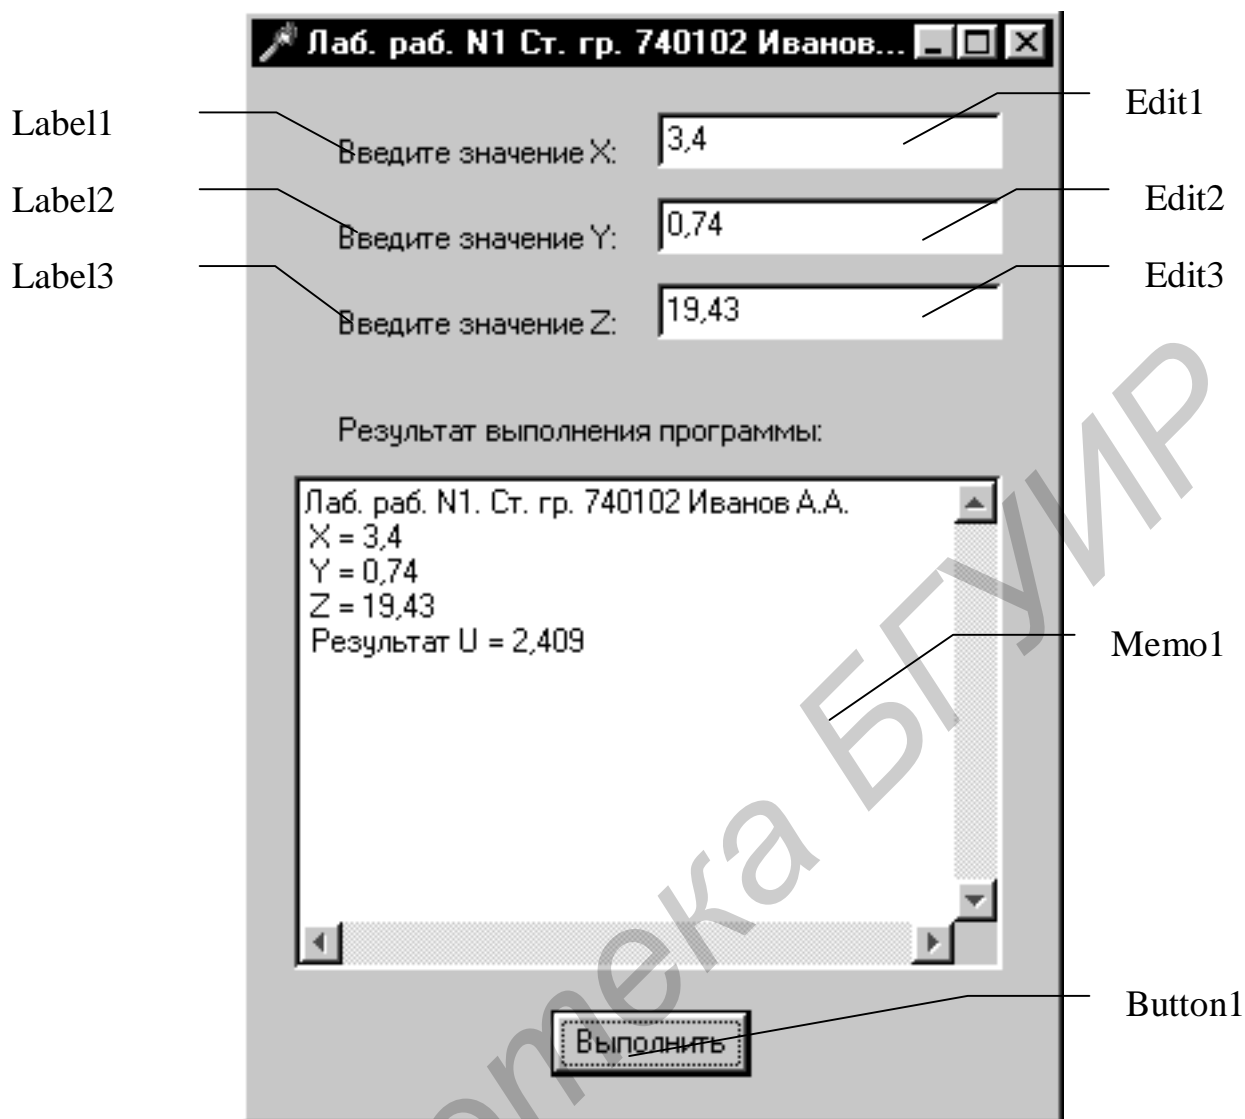 Лаб. раб. N1 Ст. гр. 740102 Иванов...
Label1
Введите значение X:
3,4
Edit1
Label2
Введите значение Y:
0,74
Edit2
Label3
Введите значение Z:
19,43
Edit3
Результат выполнения программы:
Лаб. раб. N1. Ст. гр. 740102 Иванов А.А.
X = 3,4
Y = 0,74
Z = 19,43
Результат U = 2,409
Memo1
Выполнить
Button1
отека БГУИР